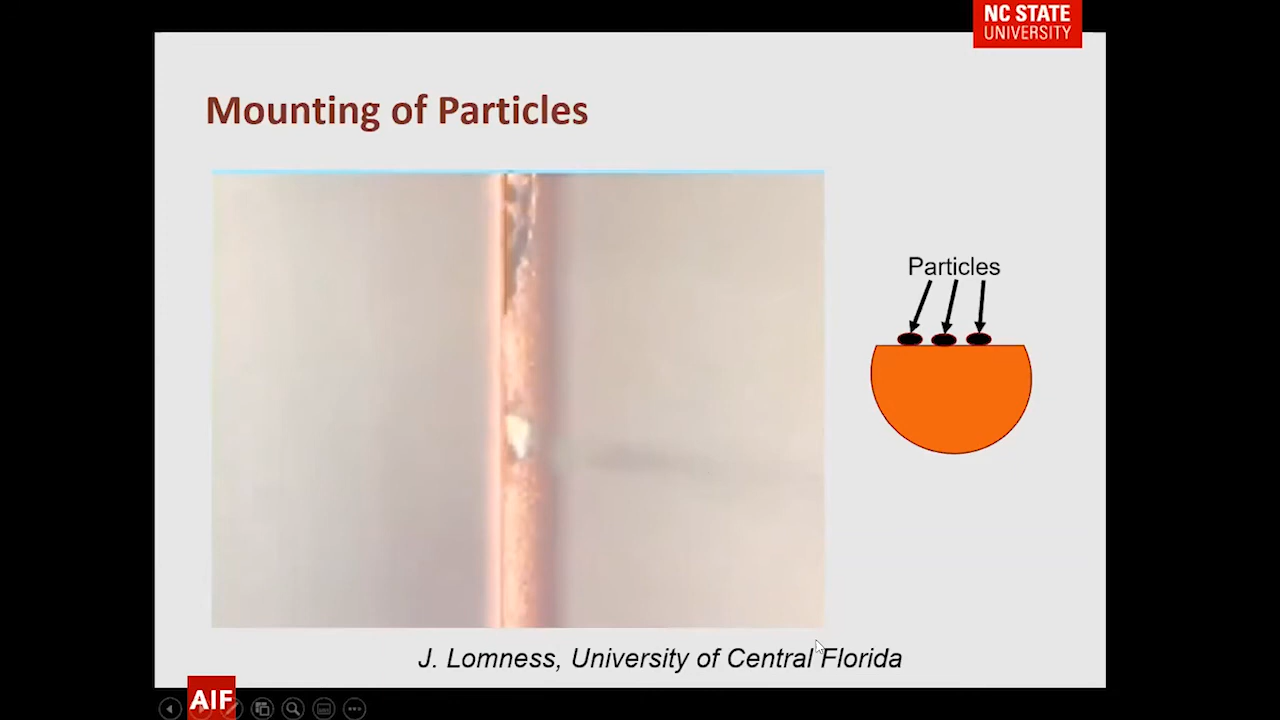 NC STATE
UNIVERSITY
Mounting of Particles
Particles
J. Lomness, University of Central Florida
AIF